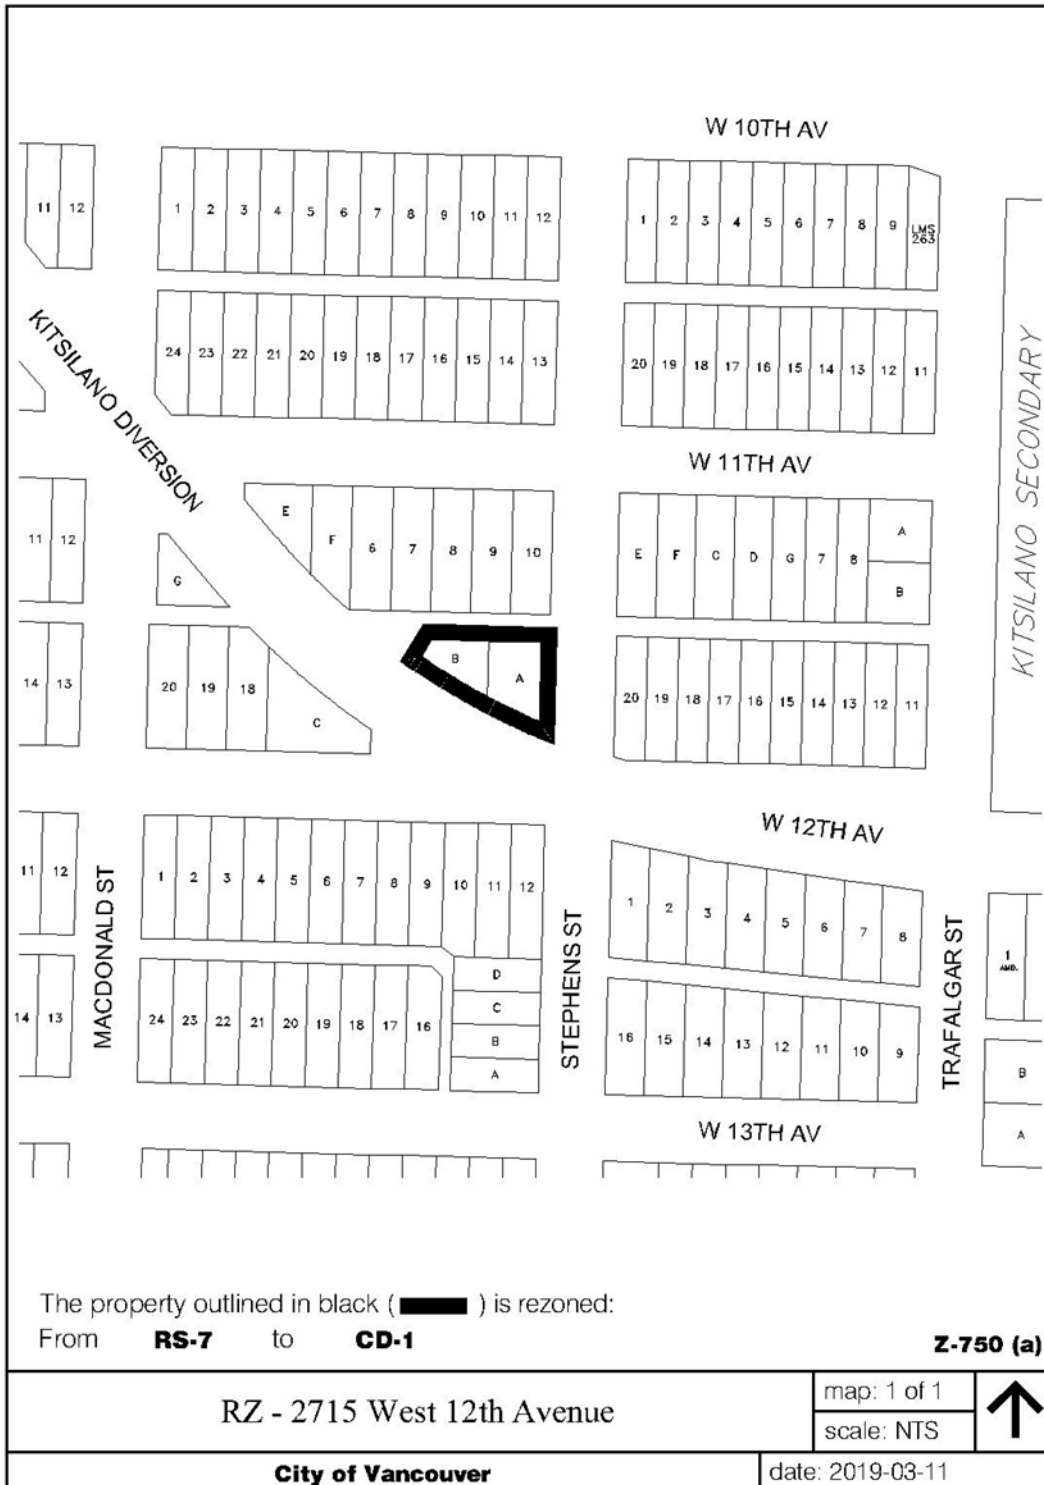 W 10TH AV
11 12
1 2 3 4 5 6 7 8 9 10 11 12
1 2 3 4 5 6 7 8 9 LMS 263
KITSILANO DIVERSION
24 23 22 21 20 19 18 17 16 15 14 13
20 19 18 17 16 15 14 13 12 11
KITSILANO SECONDARY
W 11TH AV
11 12
E F 6 7 8 9 10
E F C D G 7 8 A
B
G
14 13
20 19 18 C
B A
20 19 18 17 16 15 14 13 12 11
W 12TH AV
11 12
MACDONALD ST
1 2 3 4 5 6 7 8 9 10 11 12
STEPHENS ST
1 2 3 4 5 6 7 8
TRAFALGAR ST
1
AMD.
14 13
24 23 22 21 20 19 18 17 16
D
C
B
A
16 15 14 13 12 11 10 9
B
A
W 13TH AV
The property outlined in black ( ) is rezoned:
From RS-7 to CD-1
Z-750 (a)
RZ - 2715 West 12th Avenue
map: 1 of 1
scale: NTS
City of Vancouver
date: 2019-03-11